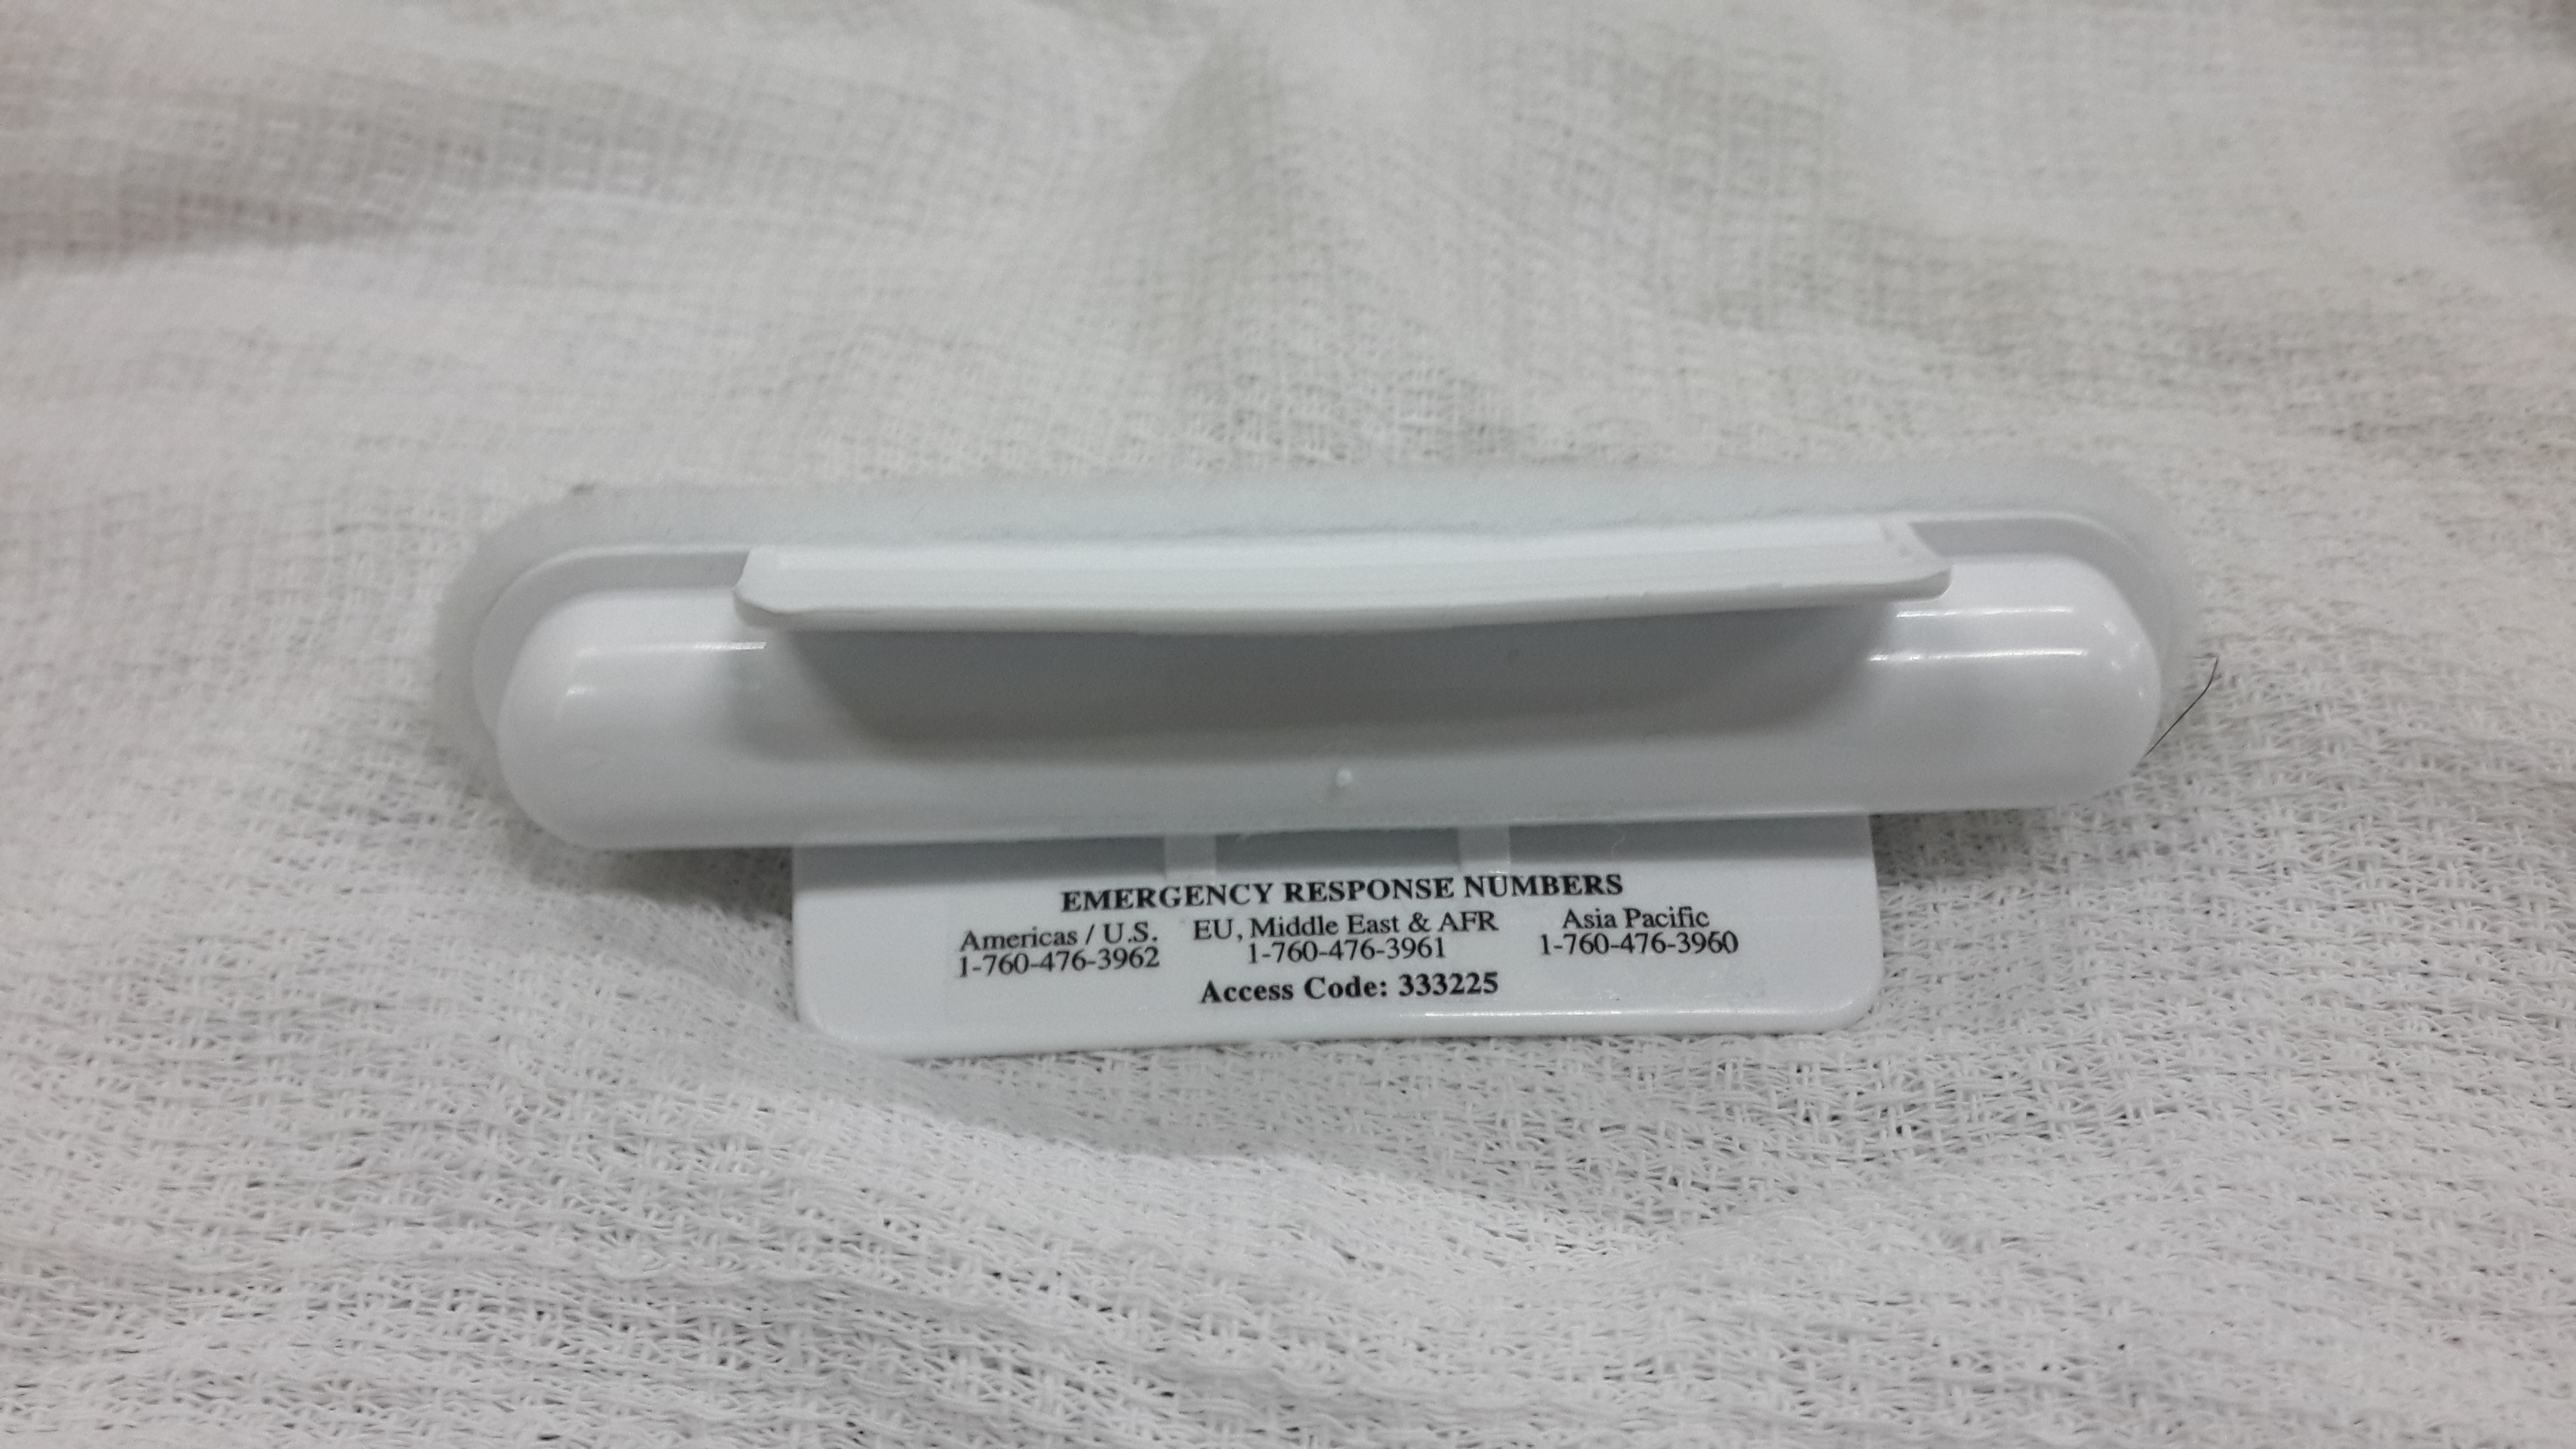 EMERGENCY RESPONSE NUMBERS
Americas / U.S. EU, Middle East & AFR Asia Pacific
1-760-476-3962 1-760-476-3961 1-760-476-3960
Access Code: 333225